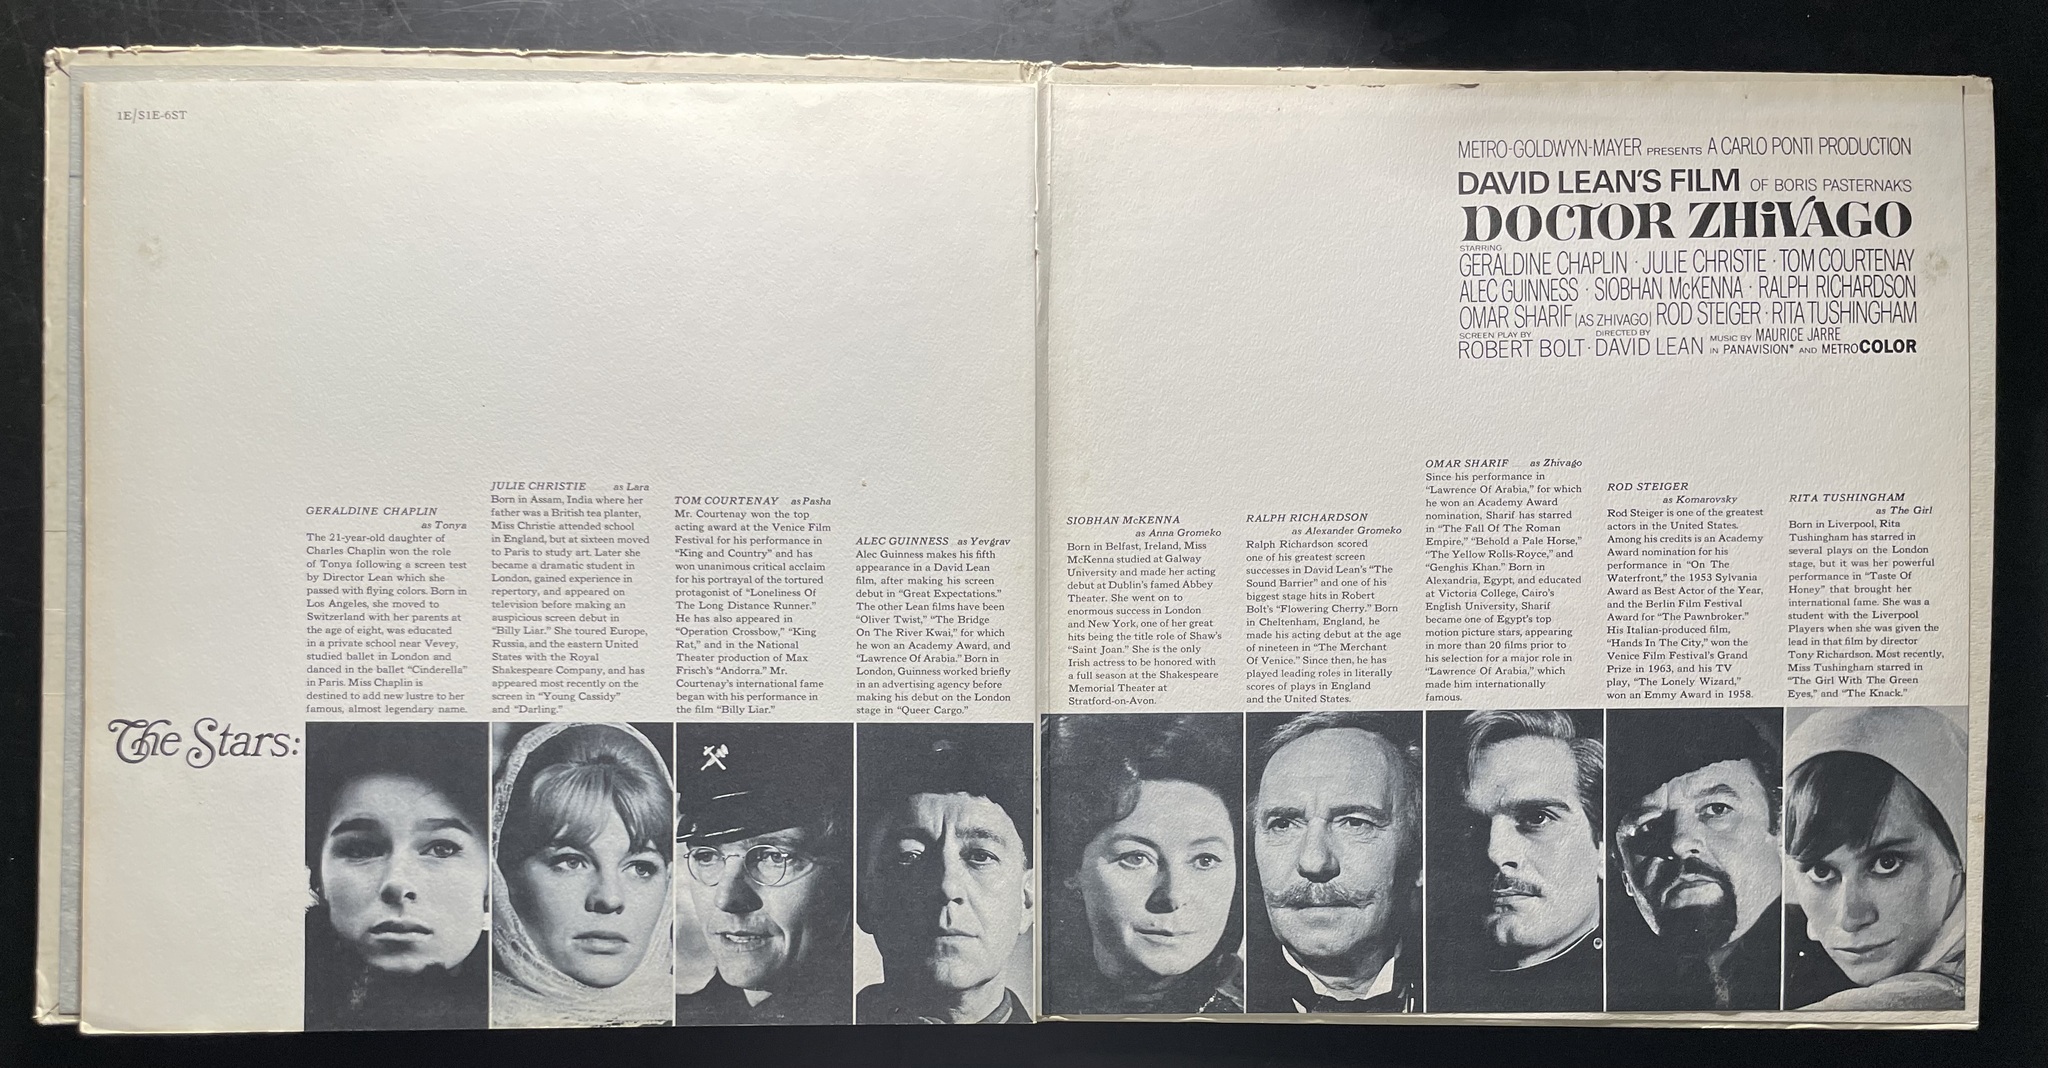 1E/S1E-6ST
METRO-GOLDWYN-MAYER PRESENTS A CARLO PONTI PRODUCTION
DAVID LEAN'S FILM OF BORIS PASTERNAK'S
DOCTOR ZHiVAGO
STARRING
GERALDINE CHAPLIN · JULIE CHRISTIE · TOM COURTENAY
ALEC GUINNESS · SIOBHAN McKENNA · RALPH RICHARDSON
OMAR SHARIF (AS ZHIVAGO) ROD STEIGER · RITA TUSHINGHAM
SCREEN PLAY BY DIRECTED BY MUSIC BY MAURICE JARRE
ROBERT BOLT · DAVID LEAN IN PANAVISION* AND METROCOLOR
GERALDINE CHAPLIN
as Tonya
The 21-year-old daughter of
Charles Chaplin won the role
of Tonya following a screen test
by Director Lean which she
passed with flying colors. Born in
Los Angeles, she moved to
Switzerland with her parents at
the age of eight, was educated
in a private school near Vevey,
studied ballet in London and
danced in the ballet "Cinderella"
in Paris. Miss Chaplin is
destined to add new lustre to her
famous, almost legendary name.
JULIE CHRISTIE as Lara
Born in Assam, India where her
father was a British tea planter,
Miss Christie attended school
in England, but at sixteen moved
to Paris to study art. Later she
became a dramatic student in
London, gained experience in
repertory, and appeared on
television before making an
auspicious screen debut in
"Billy Liar." She toured Europe,
Russia, and the eastern United
States with the Royal
Shakespeare Company, and has
appeared most recently on the
screen in "Young Cassidy"
and "Darling."
TOM COURTENAY as Pasha
Mr. Courtenay won the top
acting award at the Venice Film
Festival for his performance in
"King and Country" and has
won unanimous critical acclaim
for his portrayal of the tortured
protagonist of "Loneliness Of
The Long Distance Runner."
He has also appeared in
"Operation Crossbow," "King
Rat," and in the National
Theater production of Max
Frisch's "Andorra." Mr.
Courtenay's international fame
began with his performance in
the film "Billy Liar."
ALEC GUINNESS as Yevgrav
Alec Guinness makes his fifth
appearance in a David Lean
film, after making his screen
debut in "Great Expectations."
The other Lean films have been
"Oliver Twist," "The Bridge
On The River Kwai," for which
he won an Academy Award, and
"Lawrence Of Arabia." Born in
London, Guinness worked briefly
in an advertising agency before
making his debut on the London
stage in "Queer Cargo."
SIOBHAN McKENNA
as Anna Gromeko
Born in Belfast, Ireland, Miss
McKenna studied at Galway
University and made her acting
debut at Dublin's famed Abbey
Theater. She went on to
enormous success in London
and New York, one of her great
hits being the title role of Shaw's
"Saint Joan." She is the only
Irish actress to be honored with
a full season at the Shakespeare
Memorial Theater at
Stratford-on-Avon.
RALPH RICHARDSON
as Alexander Gromeko
Ralph Richardson scored
one of his greatest screen
successes in David Lean's "The
Sound Barrier" and one of his
biggest stage hits in Robert
Bolt's "Flowering Cherry." Born
in Cheltenham, England, he
made his acting debut at the age
of nineteen in "The Merchant
Of Venice." Since then, he has
played leading roles in literally
scores of plays in England
and the United States.
OMAR SHARIF as Zhivago
Since his performance in
"Lawrence Of Arabia," for which
he won an Academy Award
nomination, Sharif has starred
in "The Fall Of The Roman
Empire," "Behold a Pale Horse,"
"The Yellow Rolls-Royce," and
"Genghis Khan." Born in
Alexandria, Egypt, and educated
at Victoria College, Cairo's
English University, Sharif
became one of Egypt's top
motion picture stars, appearing
in more than 20 films prior to
his selection for a major role in
"Lawrence Of Arabia," which
made him internationally
famous.
ROD STEIGER
as Komarovsky
Rod Steiger is one of the greatest
actors in the United States.
Among his credits is an Academy
Award nomination for his
performance in "On The
Waterfront," the 1953 Sylvania
Award as Best Actor of the Year,
and the Berlin Film Festival
Award for "The Pawnbroker."
His Italian-produced film,
"Hands In The City," won the
Venice Film Festival's Grand
Prize in 1963, and his TV
play, "The Lonely Wizard,"
won an Emmy Award in 1958.
RITA TUSHINGHAM
as The Girl
Born in Liverpool, Rita
Tushingham has starred in
several plays on the London
stage, but it was her powerful
performance in "Taste Of
Honey" that brought her
international fame. She was a
student with the Liverpool
Players when she was given the
lead in that film by director
Tony Richardson. Most recently,
Miss Tushingham starred in
"The Girl With The Green
Eyes," and "The Knack."
The Stars: